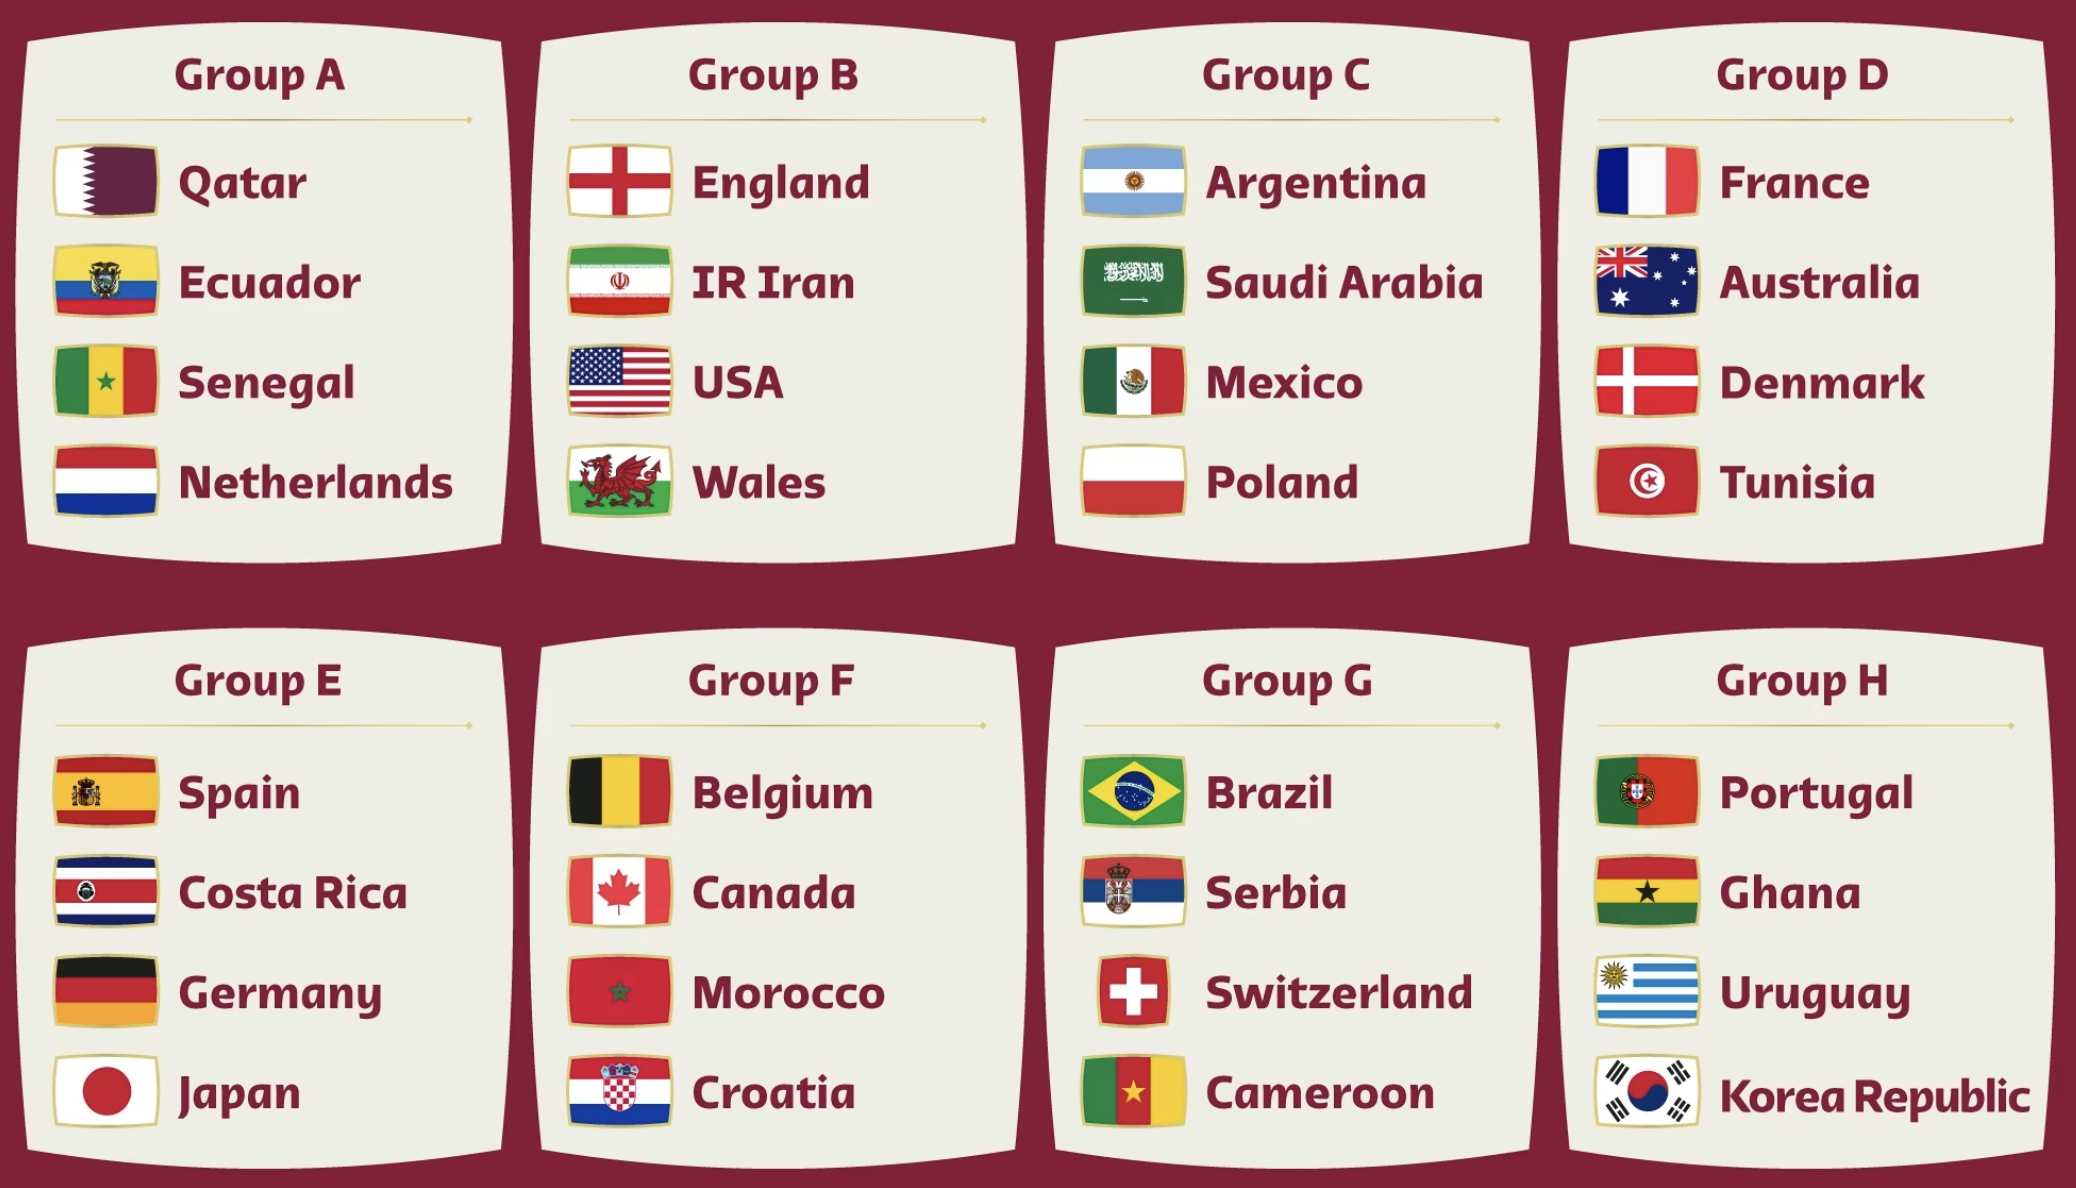 Group A
Qatar
Ecuador
Senegal
Netherlands
Group B
England
IR Iran
USA
Wales
Group C
Argentina
Saudi Arabia
Mexico
Poland
Group D
France
Australia
Denmark
Tunisia
Group E
Spain
Costa Rica
Germany
Japan
Group F
Belgium
Canada
Morocco
Croatia
Group G
Brazil
Serbia
Switzerland
Cameroon
Group H
Portugal
Ghana
Uruguay
Korea Republic